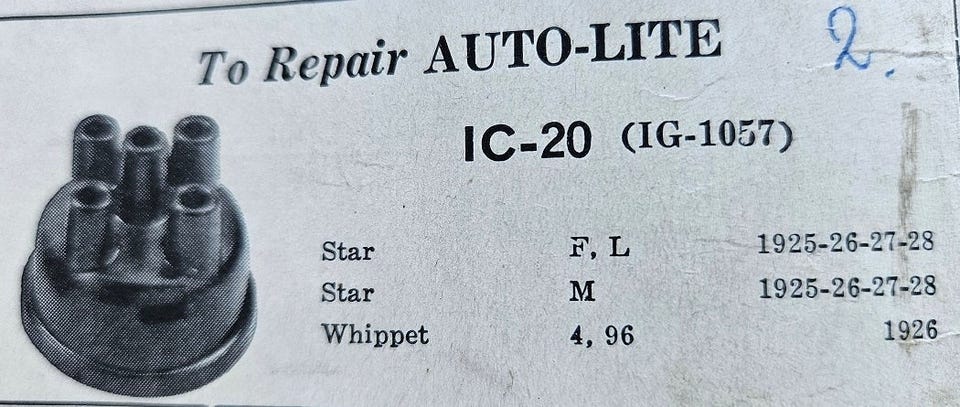 To Repair AUTO-LITE 2.
IC-20 (IG-1057)
Star F, L 1925-26-27-28
Star M 1925-26-27-28
Whippet 4, 96 1926